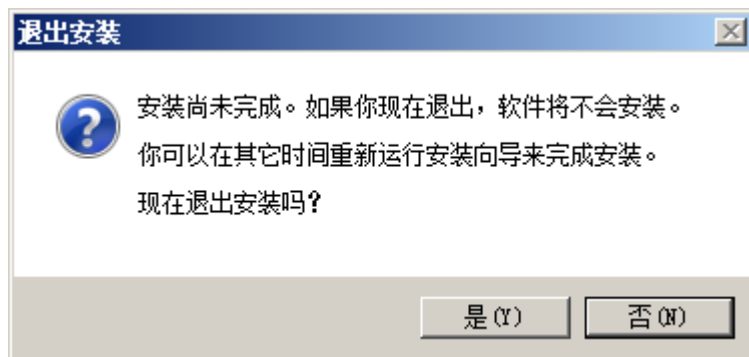 退出安装
安装尚未完成。如果你现在退出，软件将不会安装。
你可以在其它时间重新运行安装向导来完成安装。
现在退出安装吗?
是(Y)
否(N)